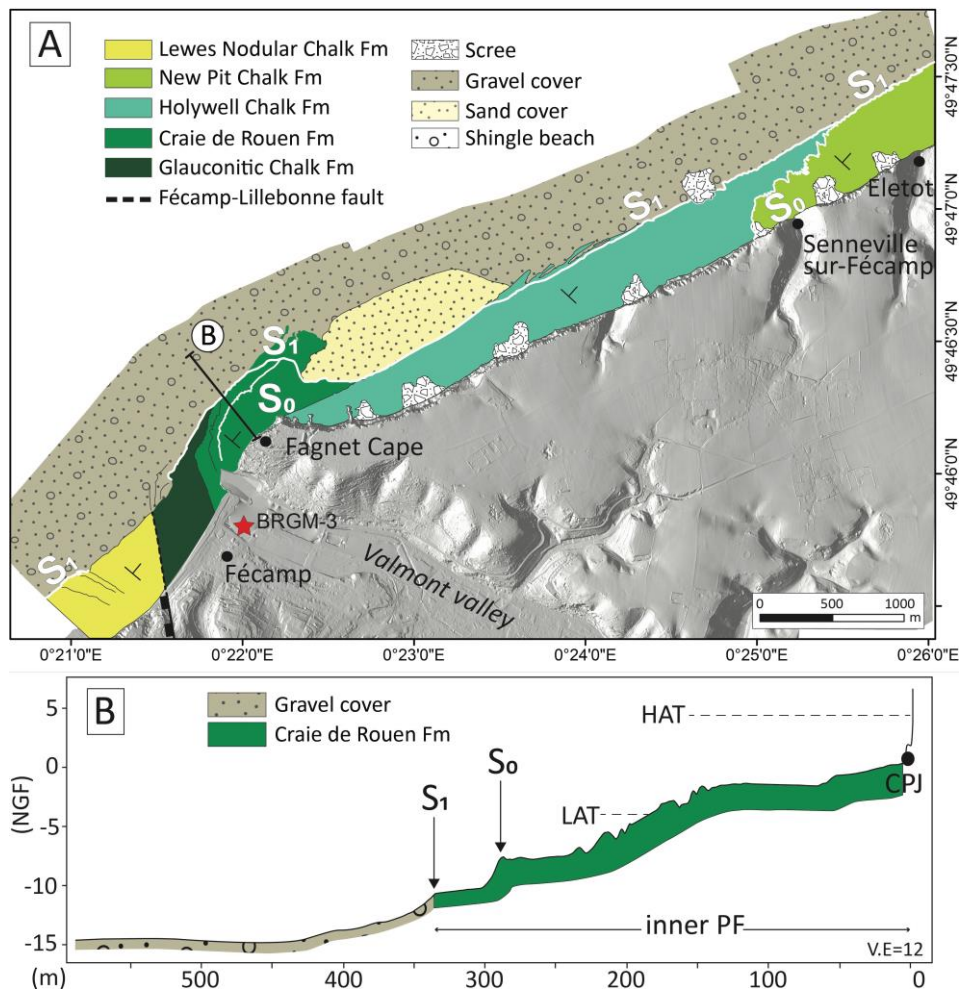 A
Lewes Nodular Chalk Fm
New Pit Chalk Fm
Holywell Chalk Fm
Craie de Rouen Fm
Glauconitic Chalk Fm
Fécamp-Lillebonne fault
Scree
Gravel cover
Sand cover
Shingle beach
S1
49°47'30"N
S1
Életot
S0
49°47'0"N
Senneville
sur-Fécamp
B
S1
49°46'30"N
S0
Fagnet Cape
49°46'0"N
BRGM-3
Valmont valley
Fécamp
S1
0 500 1000
m
0°21'0"E 0°22'0"E 0°23'0"E 0°24'0"E 0°25'0"E 0°26'0"E
B
Gravel cover
Craie de Rouen Fm
HAT
(NGF)
5
0
-5
-10
-15
S1
S0
LAT
CPJ
inner PF
V.E=12
(m) 500 400 300 200 100 0